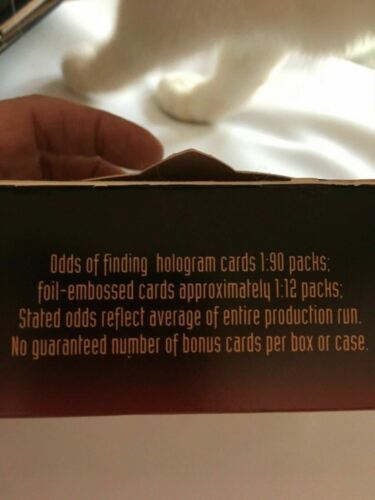 Odds of finding hologram cards 1:90 packs;
foil-embossed cards approximately 1:12 packs;
Stated odds reflect average of entire production run.
No guaranteed number of bonus cards per box or case.